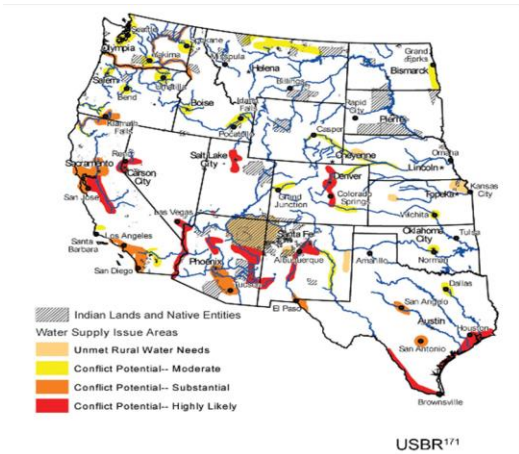 Seattle
Spokane
Olympia
Yakima
Missoula
Grand
Forks
Helena
Bismarck
Salem
Umatilla
Billings
Bend
Boise
Idaho
Falls
Rapid
City
Pierre
Klamath
Falls
Pocatello
Casper
Omaha
Reno
Salt Lake
City
Cheyenne
Lincoln
Sacramento
Carson
City
Denver
Kansas
City
Topeka
San Jose
Grand
Junction
Colorado
Springs
Wichita
Las Vegas
Santa Fe
Oklahoma
City
Tulsa
Santa
Barbara
Los Angeles
Albuquerque
Amarillo
Norman
San Diego
Phoenix
Tucson
Dallas
El Paso
San Angelo
Austin
Houston
San Antonio
Brownsville
Indian Lands and Native Entities
Water Supply Issue Areas
Unmet Rural Water Needs
Conflict Potential-- Moderate
Conflict Potential-- Substantial
Conflict Potential-- Highly Likely
USBR171